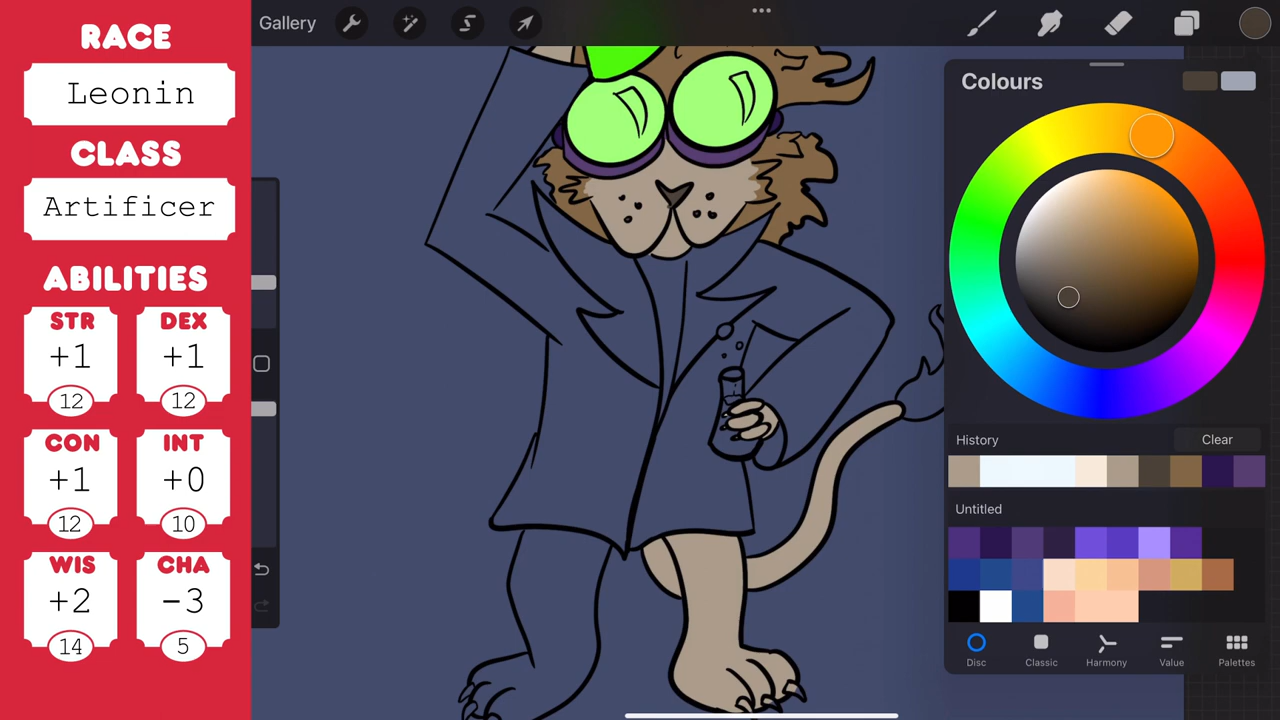 RACE
Leonin
CLASS
Artificer
ABILITIES
STR DEX
+1 +1
12 12
CON INT
+1 +0
12 10
WIS CHA
+2 -3
14 5
Gallery
Colours
History Clear
Untitled
Disc Classic Harmony Value Palettes